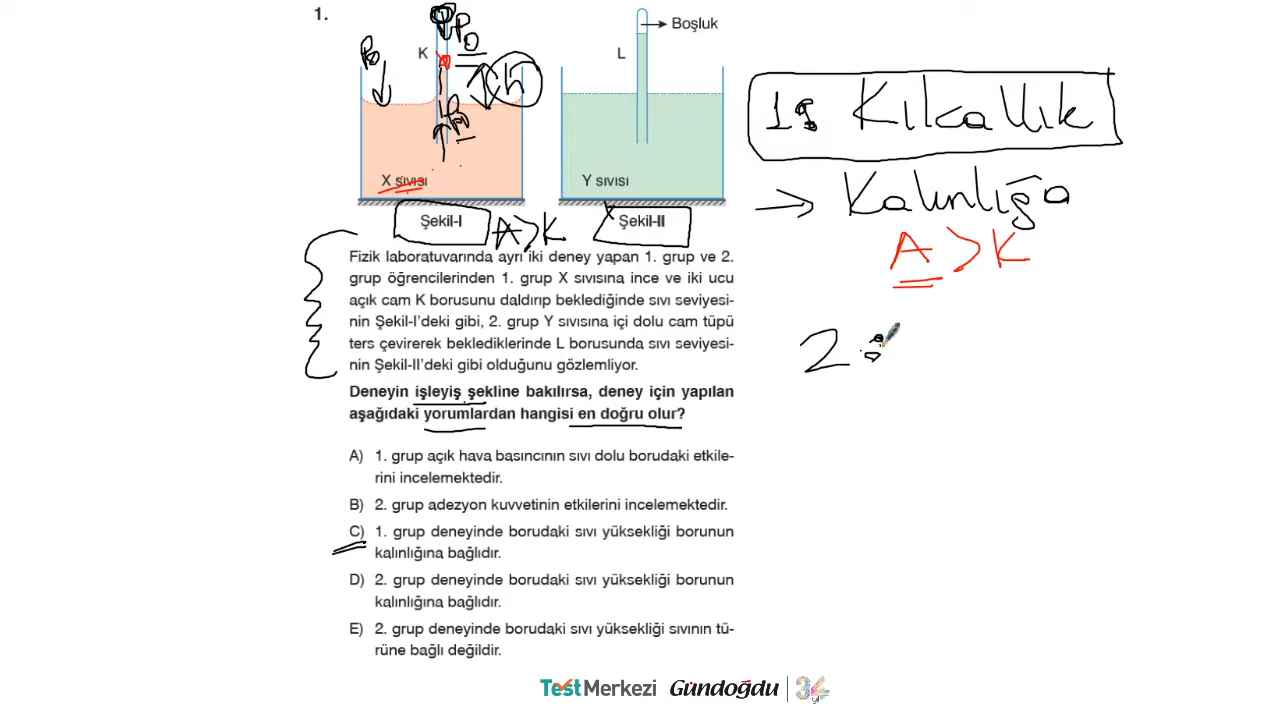 1.
P0
P0
K
h
P0
X sıvısı
Şekil-I
A>K
Boşluk
L
Y sıvısı
Şekil-II
1: Kılcallık
→ Kalınlığa
A > K
2:
Fizik laboratuvarında ayrı iki deney yapan 1. grup ve 2.
grup öğrencilerinden 1. grup X sıvısına ince ve iki ucu
açık cam K borusunu daldırıp beklediğinde sıvı seviyesi-
nin Şekil-I'deki gibi, 2. grup Y sıvısına içi dolu cam tüpü
ters çevirerek beklediklerinde L borusunda sıvı seviyesi-
nin Şekil-II'deki gibi olduğunu gözlemliyor.
Deneyin işleyiş şekline bakılırsa, deney için yapılan
aşağıdaki yorumlardan hangisi en doğru olur?
A) 1. grup açık hava basıncının sıvı dolu borudaki etkile-
rini incelemektedir.
B) 2. grup adezyon kuvvetinin etkilerini incelemektedir.
C) 1. grup deneyinde borudaki sıvı yüksekliği borunun
kalınlığına bağlıdır.
D) 2. grup deneyinde borudaki sıvı yüksekliği borunun
kalınlığına bağlıdır.
E) 2. grup deneyinde borudaki sıvı yüksekliği sıvının tü-
rüne bağlı değildir.
TestMerkezi Gündoğdu 34 yıl